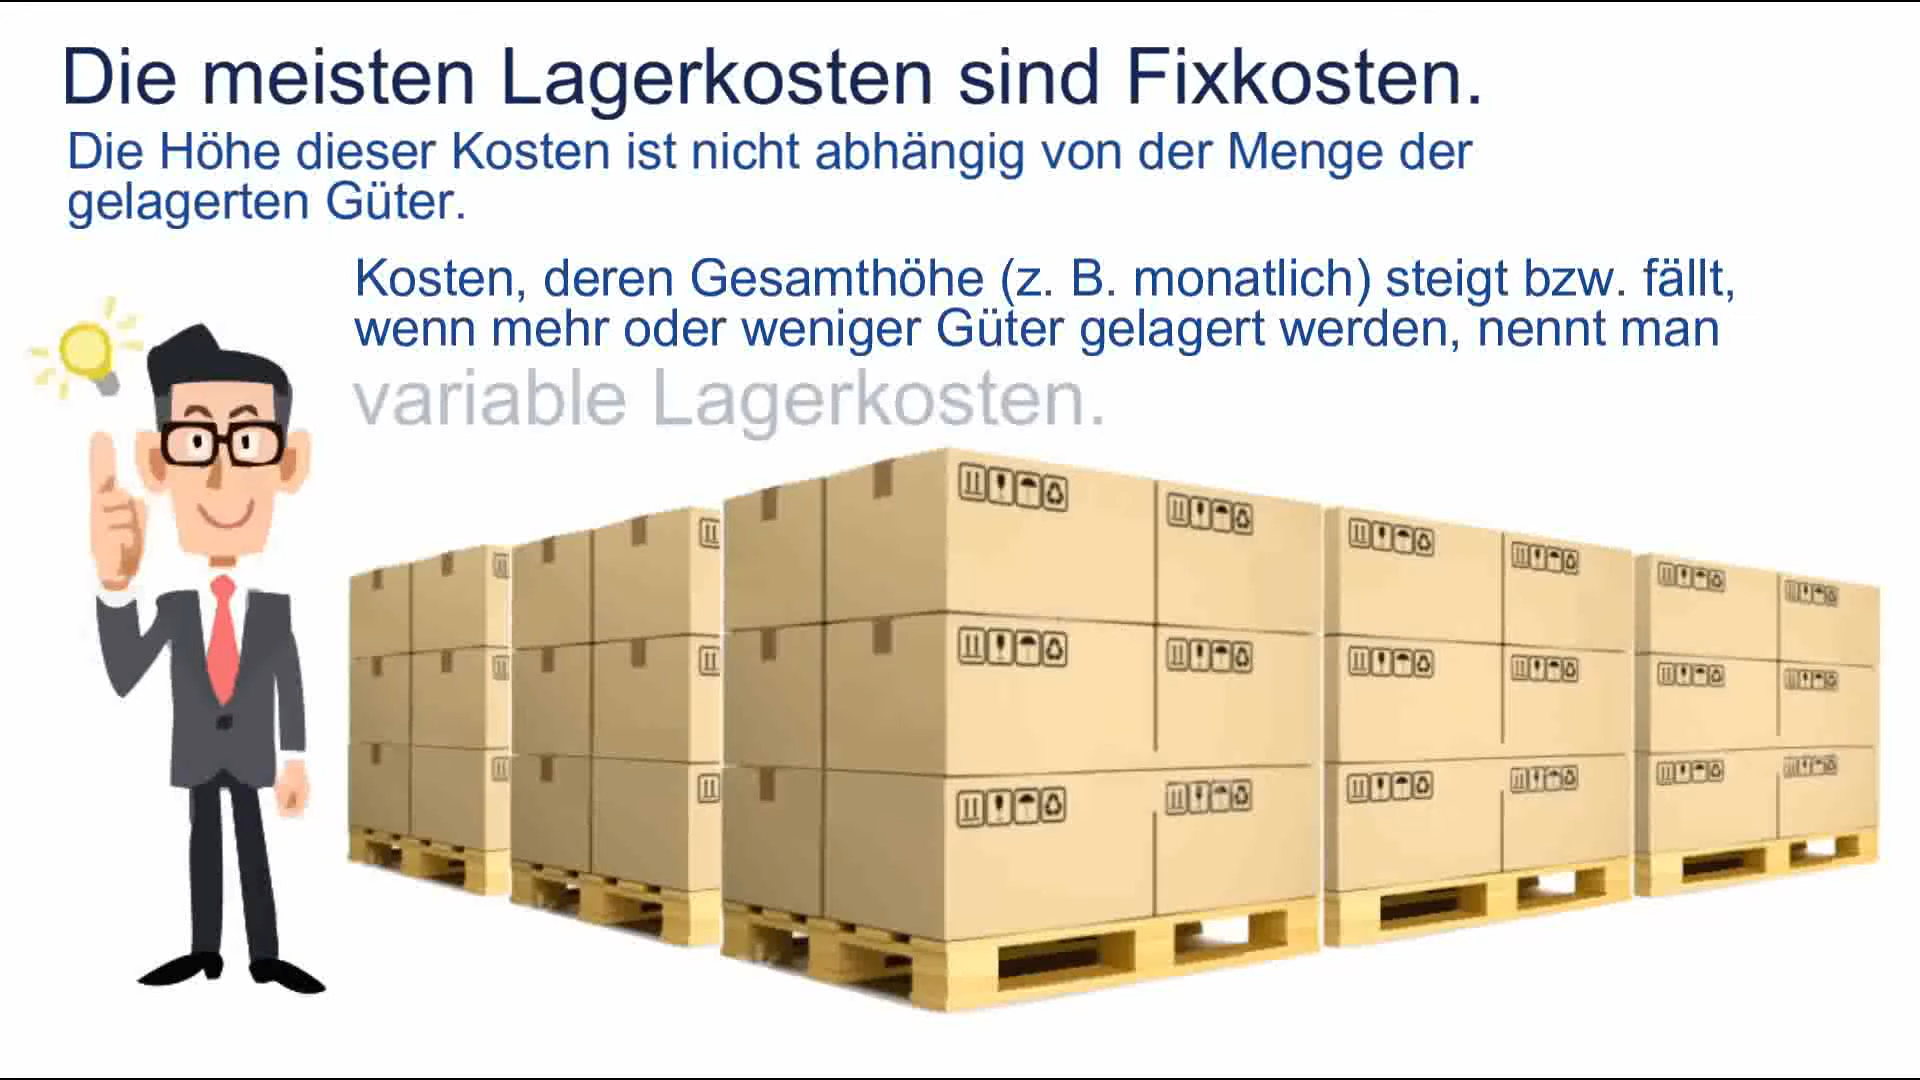 Die meisten Lagerkosten sind Fixkosten.
Die Höhe dieser Kosten ist nicht abhängig von der Menge der
gelagerten Güter.
Kosten, deren Gesamthöhe (z. B. monatlich) steigt bzw. fällt,
wenn mehr oder weniger Güter gelagert werden, nennt man
variable Lagerkosten.